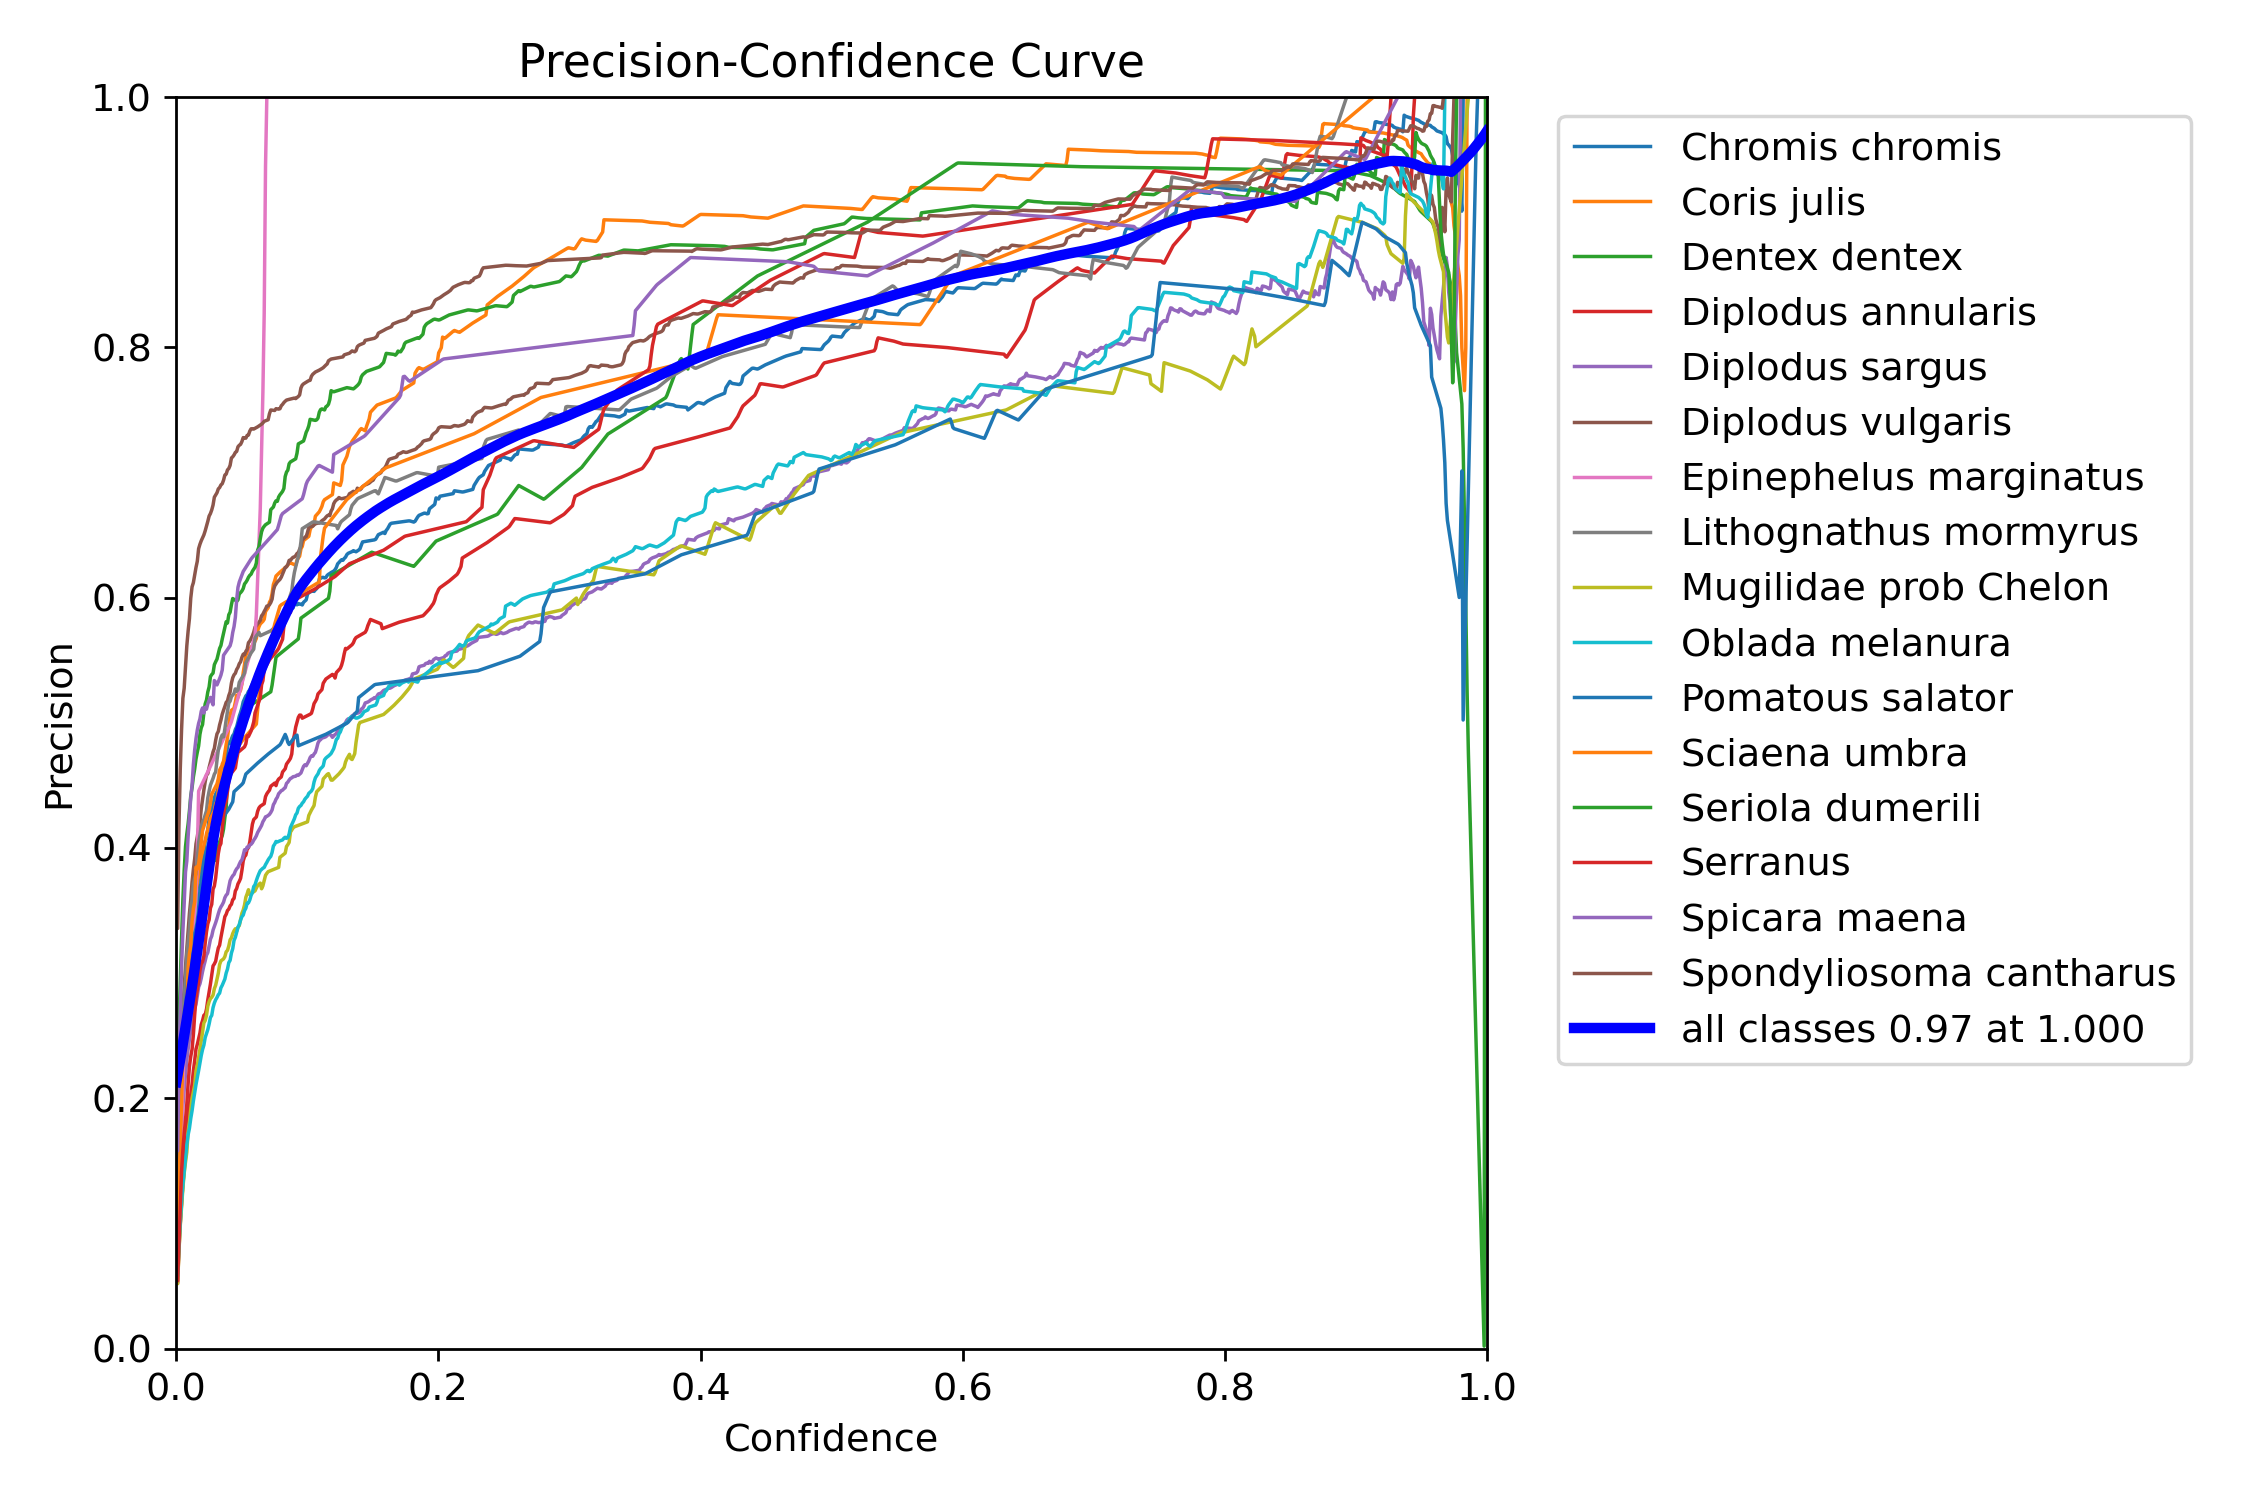 Precision-Confidence Curve
1.0
0.8
0.6
0.4
0.2
0.0
Precision
0.0 0.2 0.4 0.6 0.8 1.0
Confidence
Chromis chromis
Coris julis
Dentex dentex
Diplodus annularis
Diplodus sargus
Diplodus vulgaris
Epinephelus marginatus
Lithognathus mormyrus
Mugilidae prob Chelon
Oblada melanura
Pomatous salator
Sciaena umbra
Seriola dumerili
Serranus
Spicara maena
Spondyliosoma cantharus
all classes 0.97 at 1.000